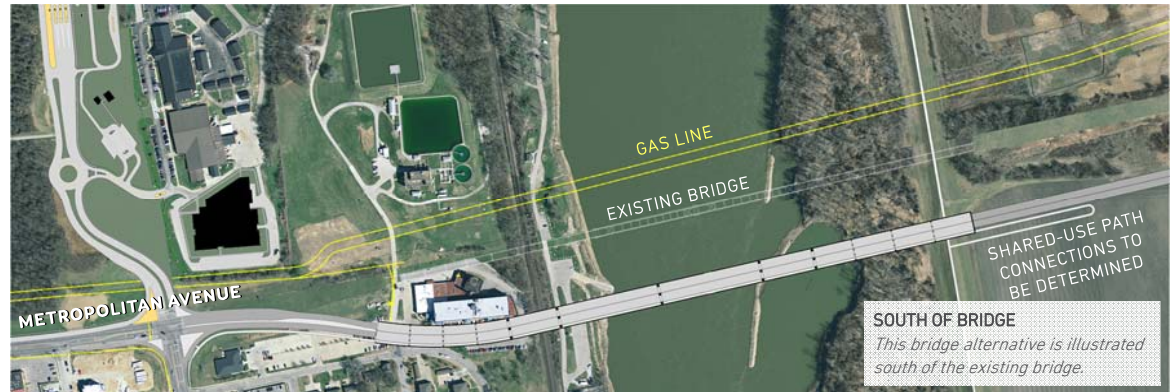 GAS LINE
EXISTING BRIDGE
METROPOLITAN AVENUE
SHARED-USE PATH
CONNECTIONS TO
BE DETERMINED
SOUTH OF BRIDGE
This bridge alternative is illustrated
south of the existing bridge.